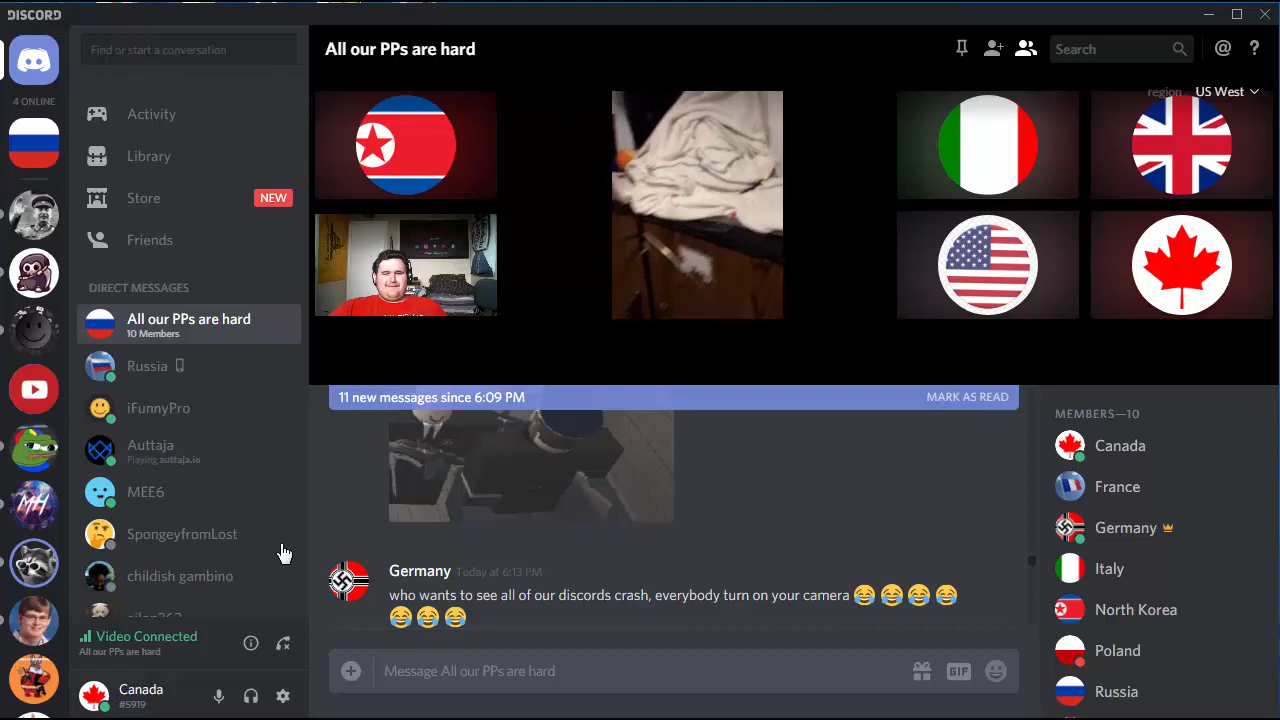 DISCORD
Find or start a conversation
4 ONLINE
Activity
Library
Store
NEW
Friends
DIRECT MESSAGES
All our PPs are hard
10 Members
Russia
iFunnyPro
Auttaja
Playing auttaja.io
MEE6
SpongeyfromLost
childish gambino
Video Connected
All our PPs are hard
Canada
#5919
All our PPs are hard
Search
region US West
11 new messages since 6:09 PM
MARK AS READ
Germany Today at 6:13 PM
who wants to see all of our discords crash, everybody turn on your camera 😂😂😂😂
😂😂😂
Message All our PPs are hard
GIF
MEMBERS—10
Canada
France
Germany
Italy
North Korea
Poland
Russia